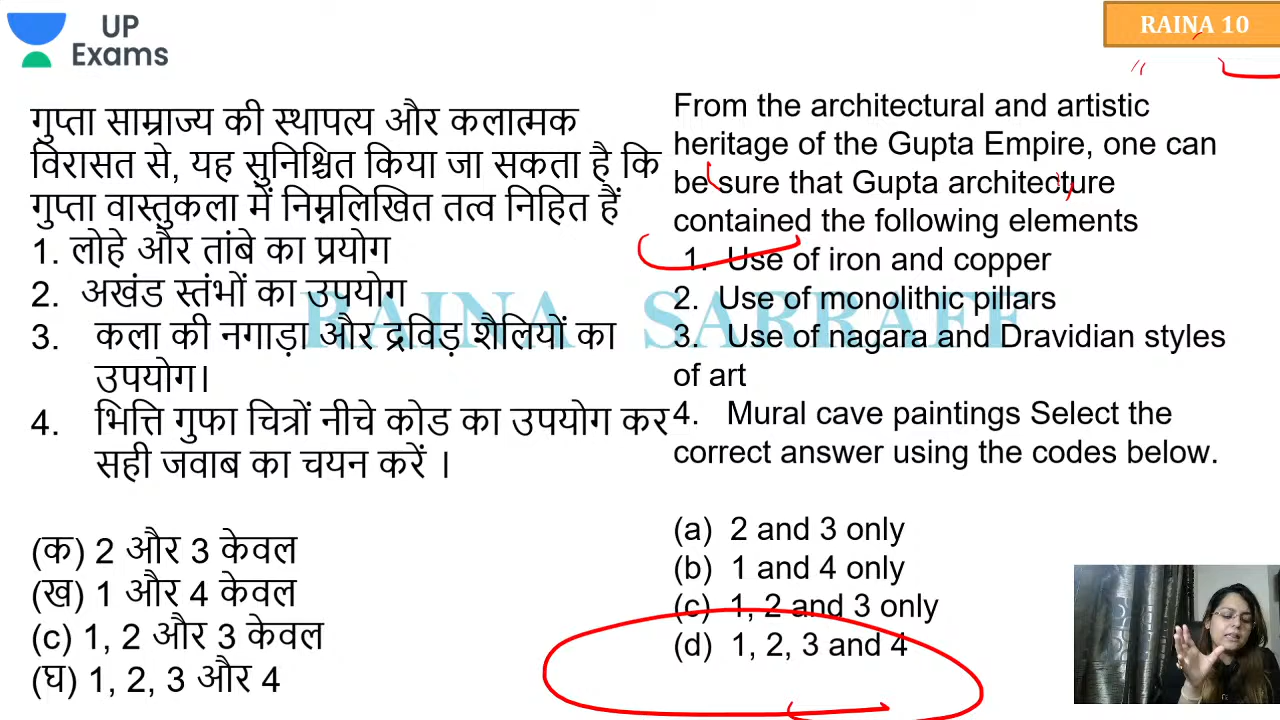 UP
Exams
RAINA 10
गुप्ता साम्राज्य की स्थापत्य और कलात्मक
विरासत से, यह सुनिश्चित किया जा सकता है कि
गुप्ता वास्तुकला में निम्नलिखित तत्व निहित हैं
1. लोहे और तांबे का प्रयोग
2. अखंड स्तंभों का उपयोग
3. कला की नगाड़ा और द्रविड़ शैलियों का
उपयोग।
4. भित्ति गुफा चित्रों नीचे कोड का उपयोग कर
सही जवाब का चयन करें ।
(क) 2 और 3 केवल
(ख) 1 और 4 केवल
(c) 1, 2 और 3 केवल
(घ) 1, 2, 3 और 4
From the architectural and artistic
heritage of the Gupta Empire, one can
be sure that Gupta architecture
contained the following elements
1. Use of iron and copper
2. Use of monolithic pillars
3. Use of nagara and Dravidian styles
of art
4. Mural cave paintings Select the
correct answer using the codes below.
(a) 2 and 3 only
(b) 1 and 4 only
(c) 1, 2 and 3 only
(d) 1, 2, 3 and 4
RAINA SARRAFF